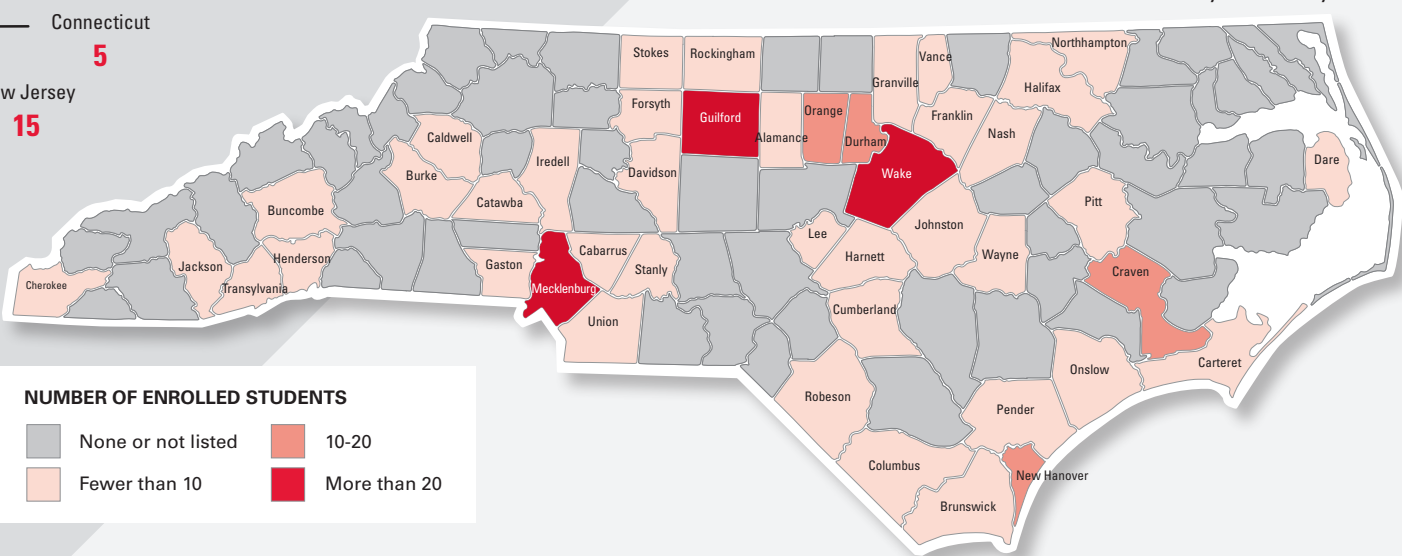 Connecticut
5
w Jersey
15
Stokes
Rockingham
Vance
Northhampton
Granville
Halifax
Forsyth
Guilford
Orange
Franklin
Alamance
Durham
Nash
Caldwell
Iredell
Burke
Davidson
Wake
Dare
Catawba
Pitt
Buncombe
Johnston
Lee
Jackson
Henderson
Cabarrus
Harnett
Wayne
Gaston
Stanly
Craven
Cherokee
Transylvania
Mecklenburg
Union
Cumberland
Carteret
Onslow
Robeson
Pender
Columbus
New Hanover
Brunswick
NUMBER OF ENROLLED STUDENTS
None or not listed
10-20
Fewer than 10
More than 20